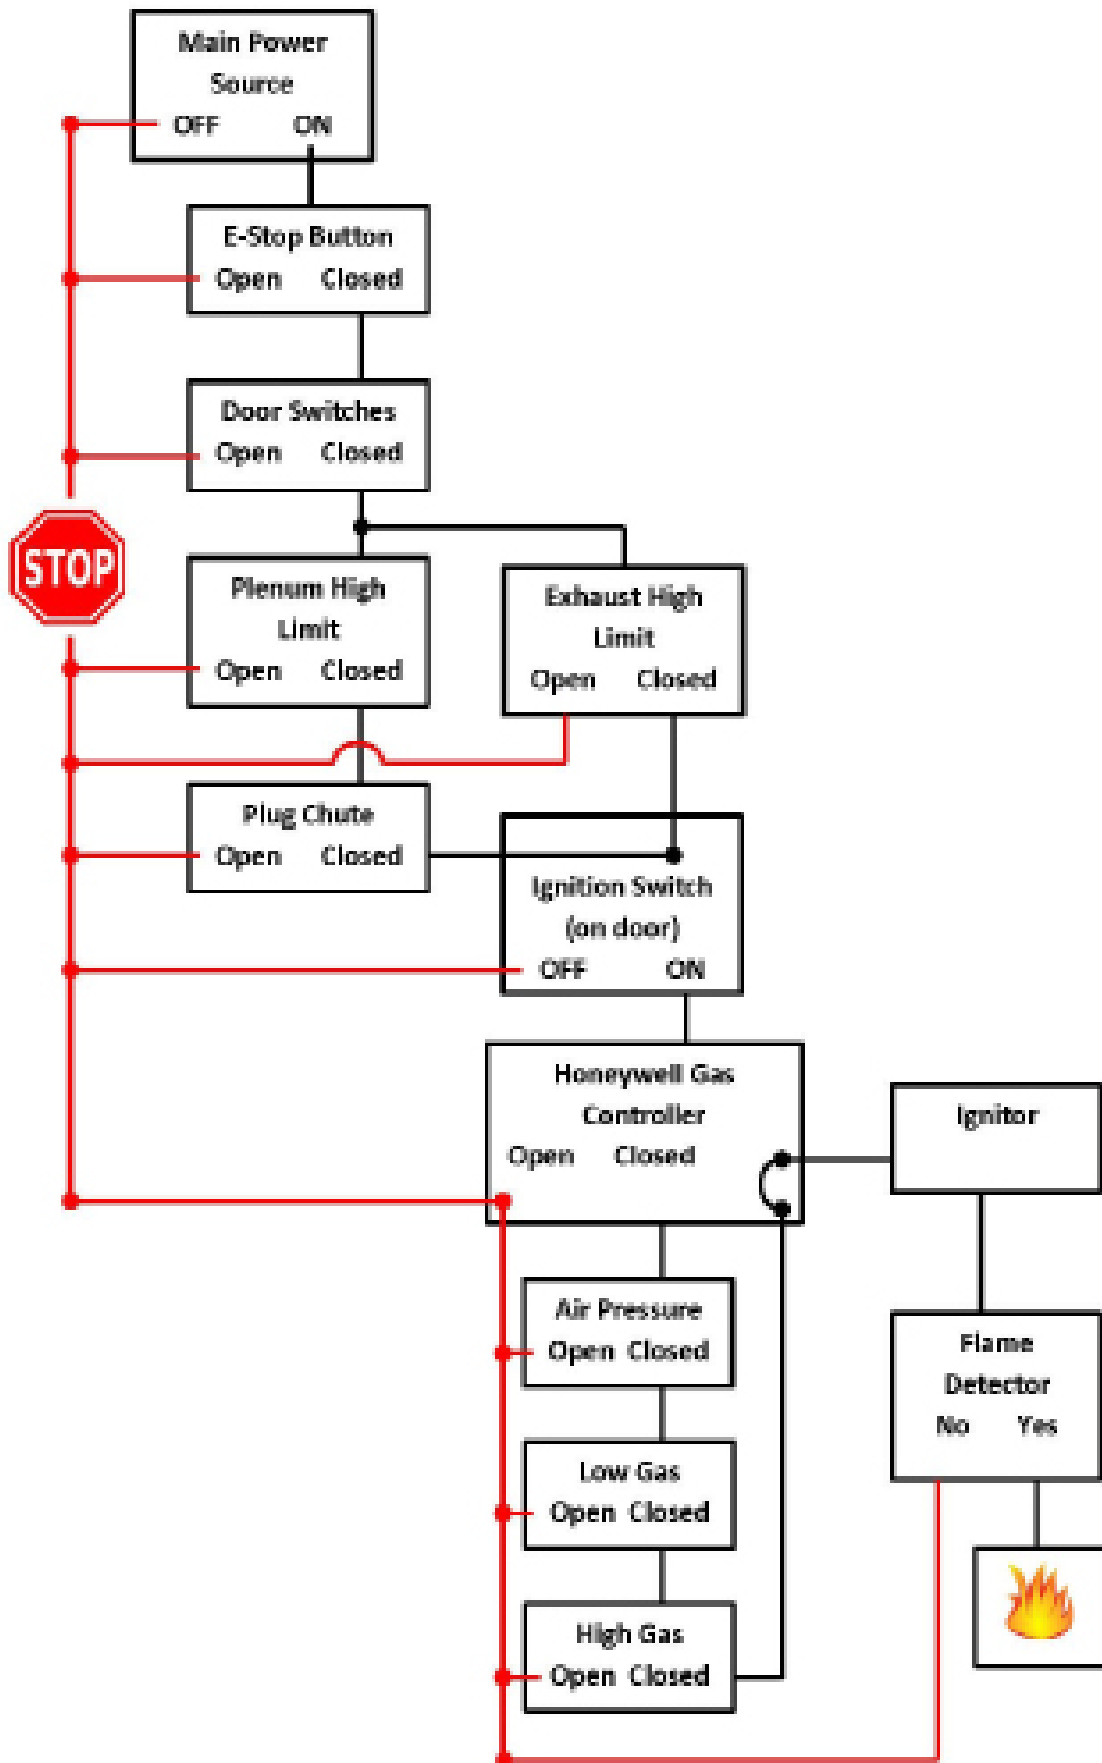 Main Power
Source
OFF ON
E-Stop Button
Open Closed
Door Switches
Open Closed
STOP
Plenum High
Limit
Open Closed
Exhaust High
Limit
Open Closed
Plug Chute
Open Closed
Ignition Switch
(on door)
OFF ON
Honeywell Gas
Controller
Open Closed
Ignitor
Air Pressure
Open Closed
Flame
Detector
No Yes
Low Gas
Open Closed
High Gas
Open Closed